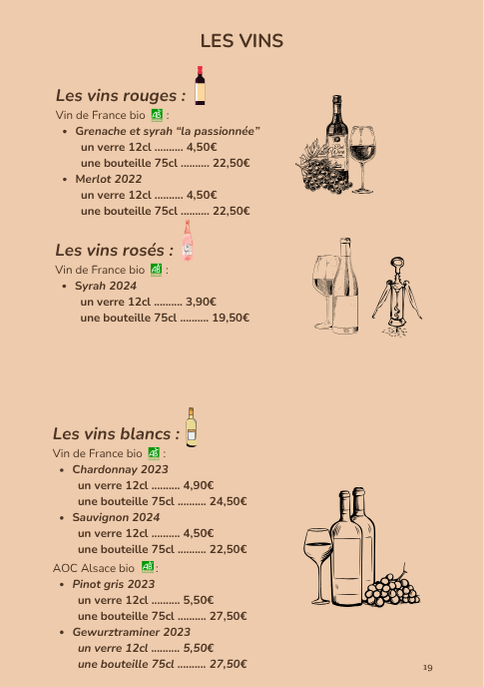 LES VINS
Les vins rouges :
Vin de France bio AB :
• Grenache et syrah “la passionnée”
un verre 12cl .......... 4,50€
une bouteille 75cl .......... 22,50€
• Merlot 2022
un verre 12cl .......... 4,50€
une bouteille 75cl .......... 22,50€
Les vins rosés :
Vin de France bio AB :
• Syrah 2024
un verre 12cl .......... 3,90€
une bouteille 75cl .......... 19,50€
Les vins blancs :
Vin de France bio AB :
• Chardonnay 2023
un verre 12cl .......... 4,90€
une bouteille 75cl .......... 24,50€
• Sauvignon 2024
un verre 12cl .......... 4,50€
une bouteille 75cl .......... 22,50€
AOC Alsace bio AB :
• Pinot gris 2023
un verre 12cl .......... 5,50€
une bouteille 75cl .......... 27,50€
• Gewurztraminer 2023
un verre 12cl .......... 5,50€
une bouteille 75cl .......... 27,50€
19